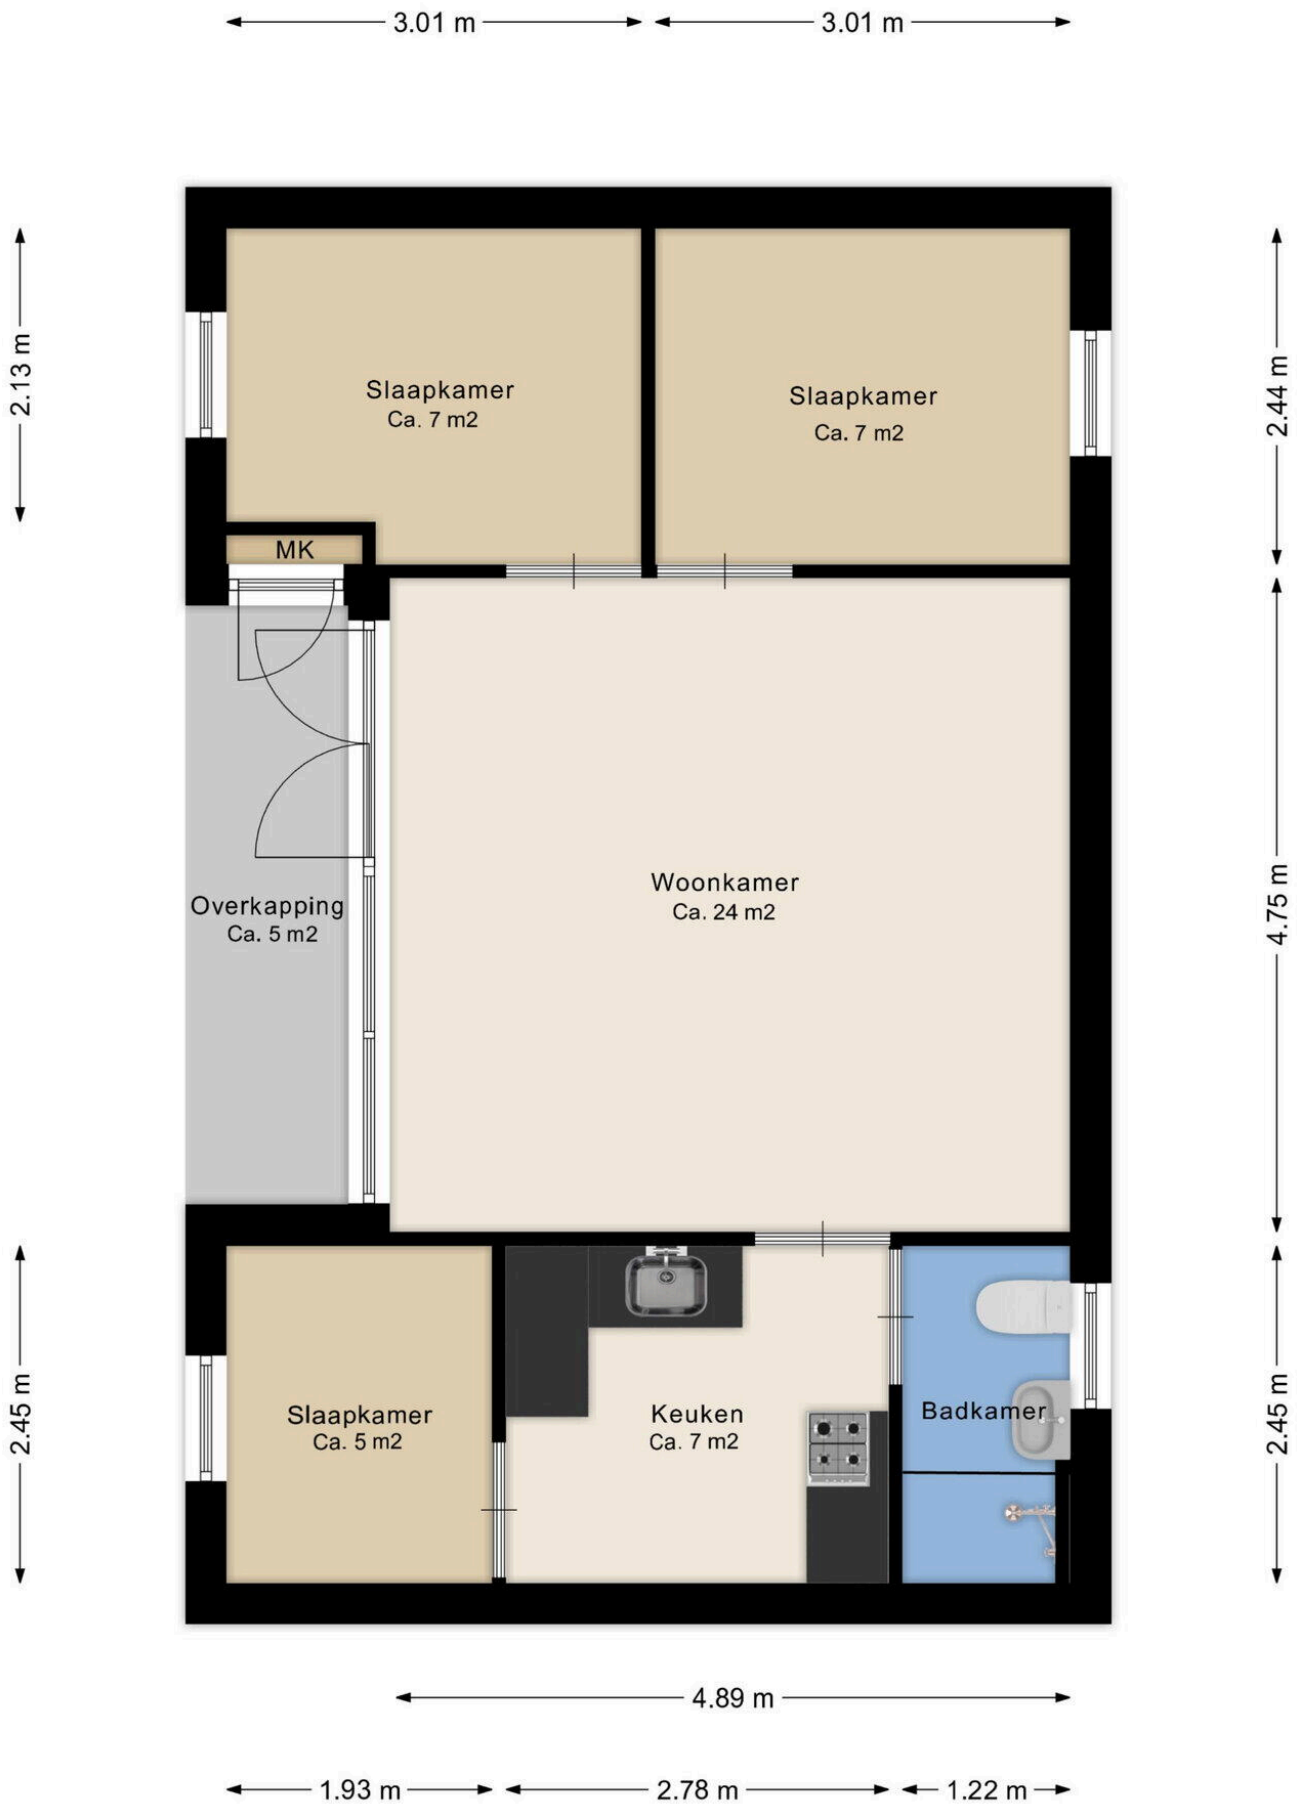 3.01 m
3.01 m
2.13 m
2.44 m
Slaapkamer
Ca. 7 m2
Slaapkamer
Ca. 7 m2
MK
Woonkamer
Ca. 24 m2
Overkapping
Ca. 5 m2
4.75 m
Slaapkamer
Ca. 5 m2
Keuken
Ca. 7 m2
Badkamer
2.45 m
2.45 m
4.89 m
1.93 m
2.78 m
1.22 m